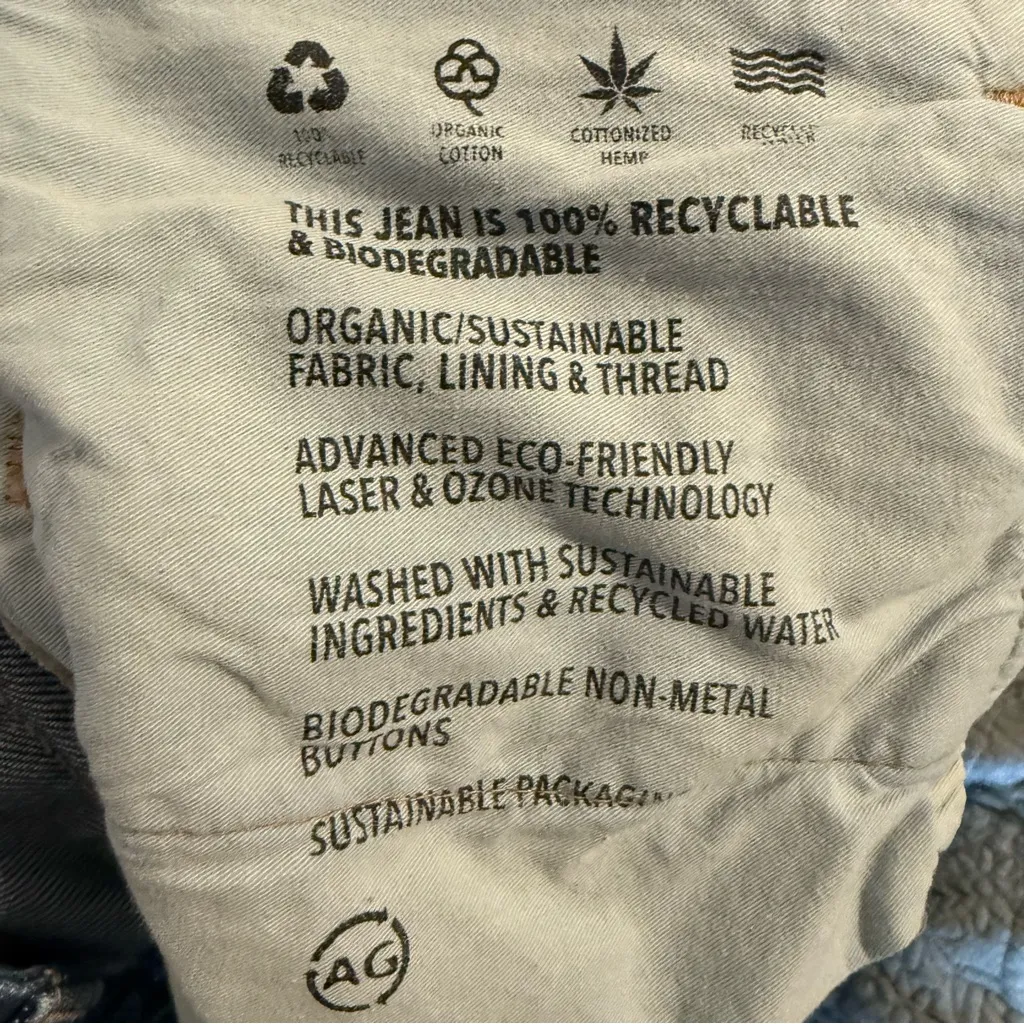 100% ORGANIC COTTONIZED
RECYCLABLE COTTON HEMP
THIS JEAN IS 100% RECYCLABLE
& BIODEGRADABLE
ORGANIC/SUSTAINABLE
FABRIC, LINING & THREAD
ADVANCED ECO-FRIENDLY
LASER & OZONE TECHNOLOGY
WASHED WITH SUSTAINABLE
INGREDIENTS & RECYCLED WATER
BIODEGRADABLE NON-METAL
BUTTONS
SUSTAINABLE
AG